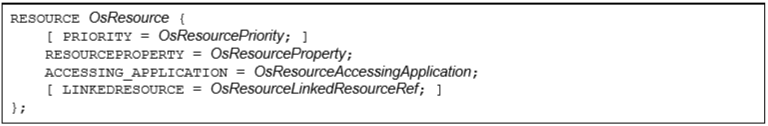 RESOURCE OsResource {
[ PRIORITY = OsResourcePriority; ]
RESOURCEPROPERTY = OsResourceProperty;
ACCESSING_APPLICATION = OsResourceAccessingApplication;
[ LINKEDRESOURCE = OsResourceLinkedResourceRef; ]
};